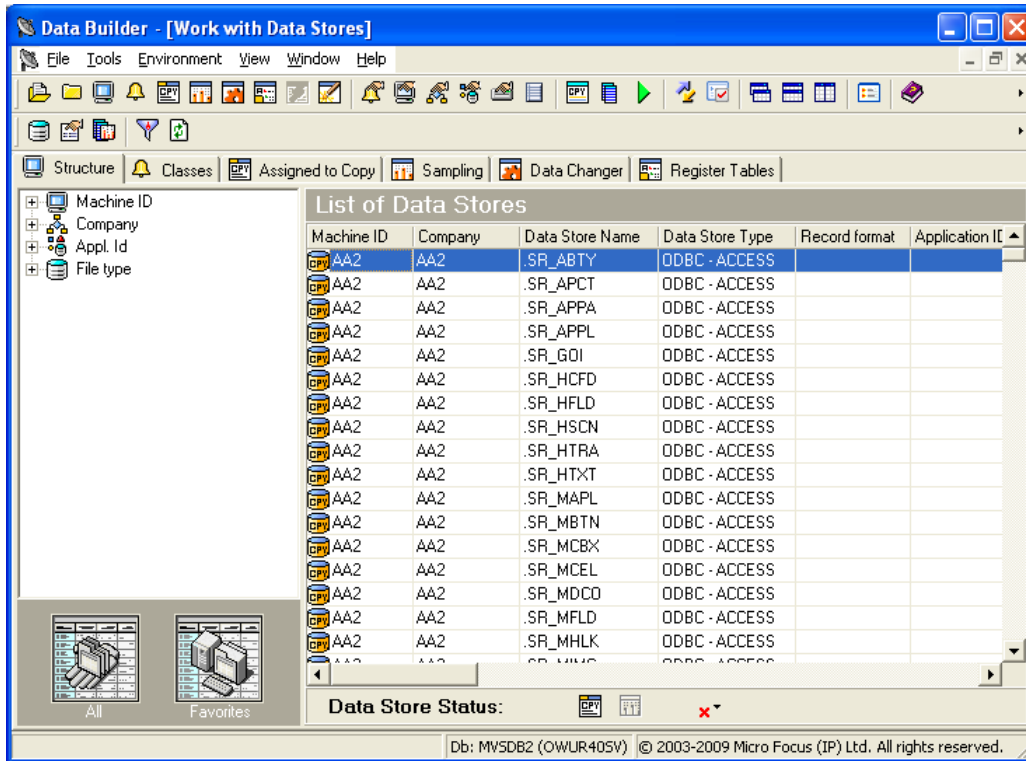 Data Builder - [Work with Data Stores]
File Tools Environment View Window Help
Structure Classes Assigned to Copy Sampling Data Changer Register Tables
Machine ID
Company
Appl. Id
File type
List of Data Stores
Machine ID Company Data Store Name Data Store Type Record format Application ID
AA2 AA2 .SR_ABTY ODBC - ACCESS
AA2 AA2 .SR_APCT ODBC - ACCESS
AA2 AA2 .SR_APPA ODBC - ACCESS
AA2 AA2 .SR_APPL ODBC - ACCESS
AA2 AA2 .SR_GOI ODBC - ACCESS
AA2 AA2 .SR_HCFD ODBC - ACCESS
AA2 AA2 .SR_HFLD ODBC - ACCESS
AA2 AA2 .SR_HSCN ODBC - ACCESS
AA2 AA2 .SR_HTRA ODBC - ACCESS
AA2 AA2 .SR_HTXT ODBC - ACCESS
AA2 AA2 .SR_MAPL ODBC - ACCESS
AA2 AA2 .SR_MBTN ODBC - ACCESS
AA2 AA2 .SR_MCBX ODBC - ACCESS
AA2 AA2 .SR_MCEL ODBC - ACCESS
AA2 AA2 .SR_MDCO ODBC - ACCESS
AA2 AA2 .SR_MFLD ODBC - ACCESS
AA2 AA2 .SR_MHLK ODBC - ACCESS
All Favorites
Data Store Status: CPY
Db: MVSDB2 (OWUR40SV) © 2003-2009 Micro Focus (IP) Ltd. All rights reserved.